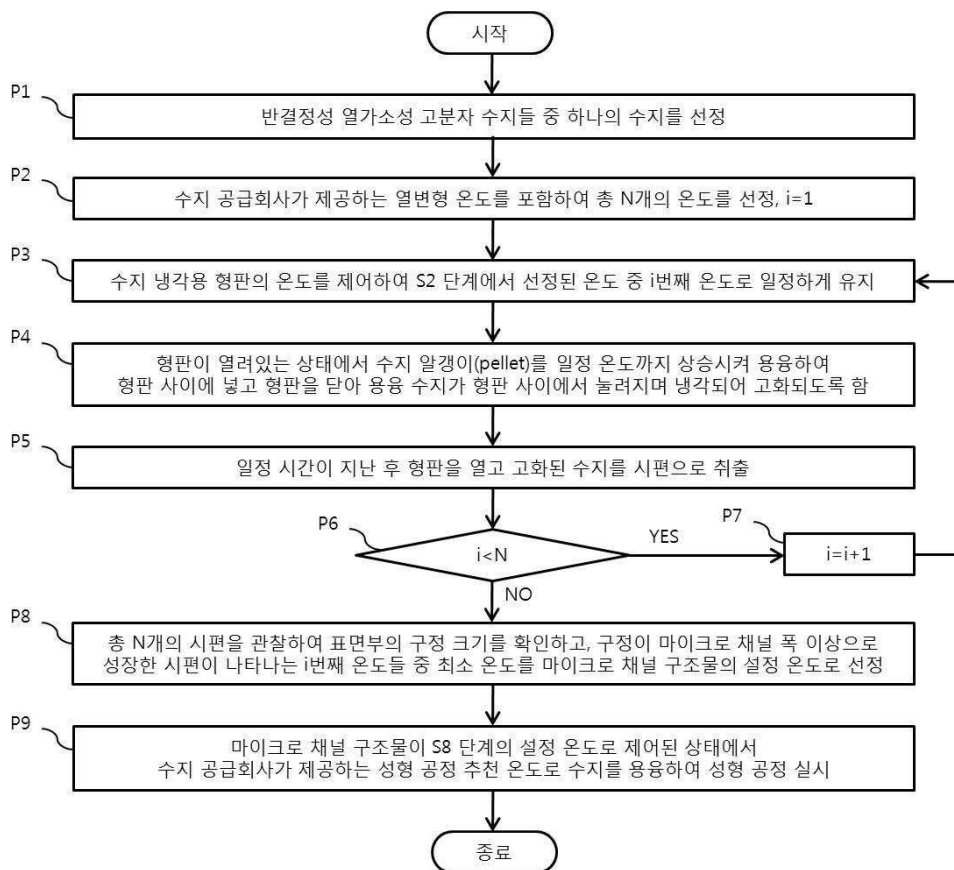 시작
P1
반결정성 열가소성 고분자 수지들 중 하나의 수지를 선정
P2
수지 공급회사가 제공하는 열변형 온도를 포함하여 총 N개의 온도를 선정, i=1
P3
수지 냉각용 형판의 온도를 제어하여 S2 단계에서 선정된 온도 중 i번째 온도로 일정하게 유지
P4
형판이 열려있는 상태에서 수지 알갱이(pellet)를 일정 온도까지 상승시켜 용융하여
형판 사이에 넣고 형판을 닫아 용융 수지가 형판 사이에서 눌려지며 냉각되어 고화되도록 함
P5
일정 시간이 지난 후 형판을 열고 고화된 수지를 시편으로 취출
P6
i<N
YES
P7
i=i+1
NO
P8
총 N개의 시편을 관찰하여 표면부의 구정 크기를 확인하고, 구정이 마이크로 채널 폭 이상으로
성장한 시편이 나타나는 i번째 온도들 중 최소 온도를 마이크로 채널 구조물의 설정 온도로 선정
P9
마이크로 채널 구조물이 S8 단계의 설정 온도로 제어된 상태에서
수지 공급회사가 제공하는 성형 공정 추천 온도로 수지를 용융하여 성형 공정 실시
종료